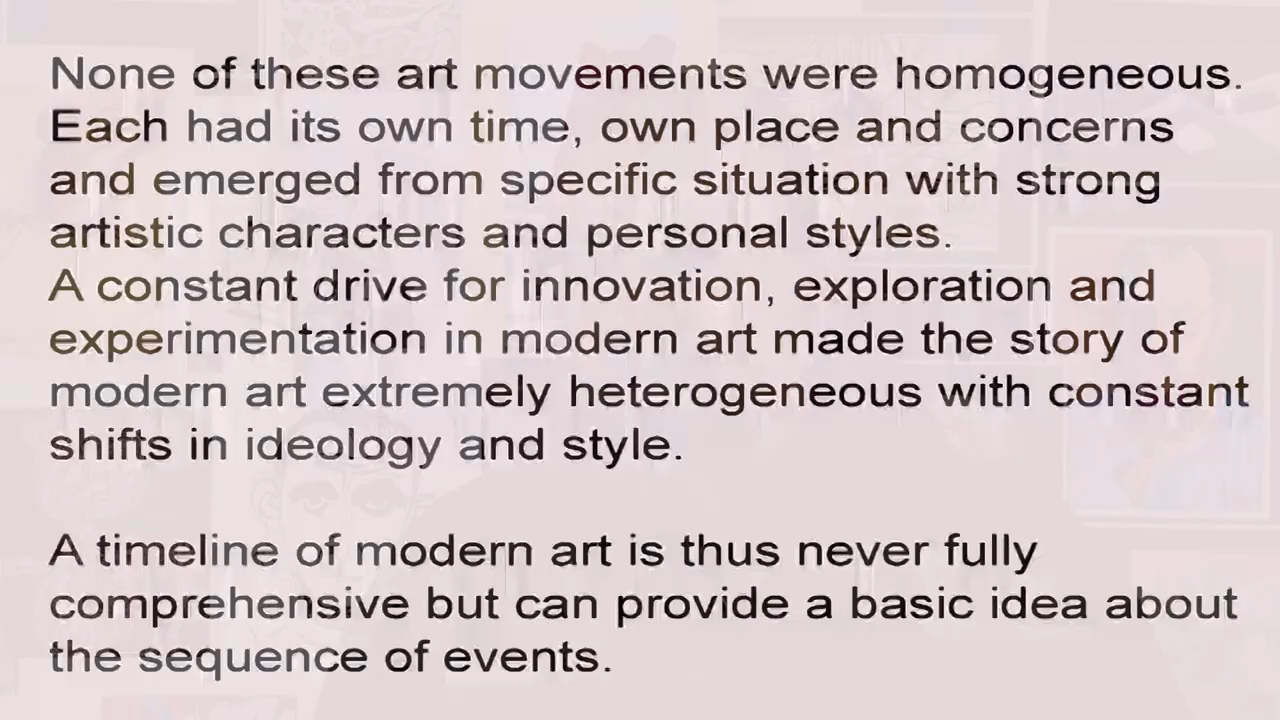 None of these art movements were homogeneous.
Each had its own time, own place and concerns
and emerged from specific situation with strong
artistic characters and personal styles.
A constant drive for innovation, exploration and
experimentation in modern art made the story of
modern art extremely heterogeneous with constant
shifts in ideology and style.
A timeline of modern art is thus never fully
comprehensive but can provide a basic idea about
the sequence of events.